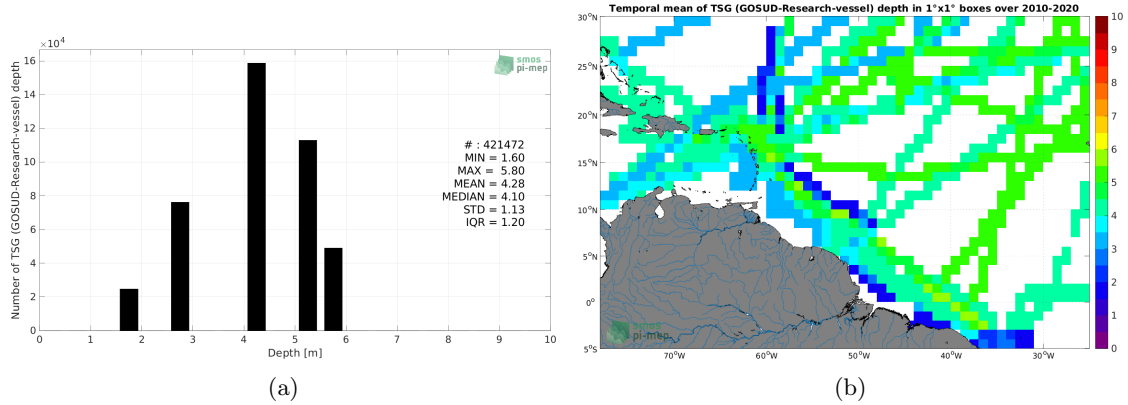 ×10⁴
Number of TSG (GOSUD-Research-vessel) depth
16
14
12
10
8
6
4
2
0
0 1 2 3 4 5 6 7 8 9 10
Depth [m]
smos
pi-mep
# : 421472
MIN = 1.60
MAX = 5.80
MEAN = 4.28
MEDIAN = 4.10
STD = 1.13
IQR = 1.20
(a)
Temporal mean of TSG (GOSUD-Research-vessel) depth in 1°x1° boxes over 2010-2020
30°N
25°N
20°N
15°N
10°N
5°N
0°
5°S
70°W 60°W 50°W 40°W 30°W
smos
pi-mep
10
9
8
7
6
5
4
3
2
1
0
(b)